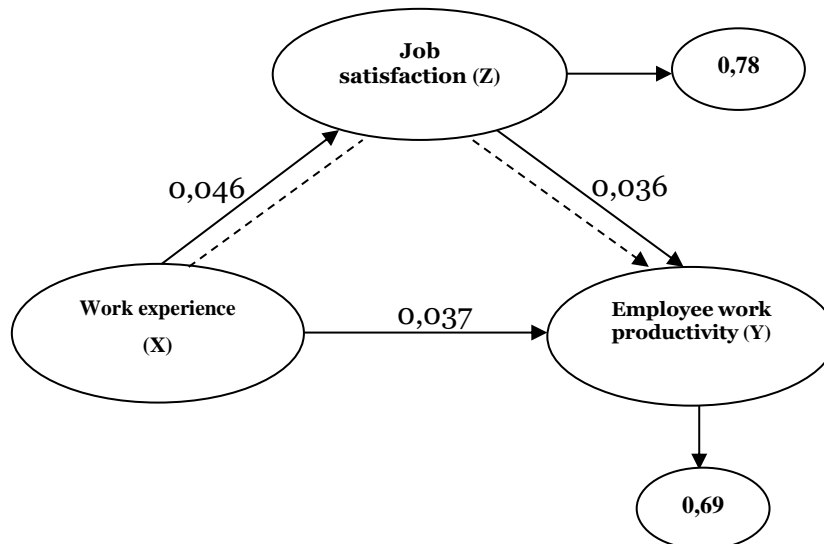 Job
satisfaction (Z)
0,78
0,046
0,036
Work experience
(X)
0,037
Employee work
productivity (Y)
0,69